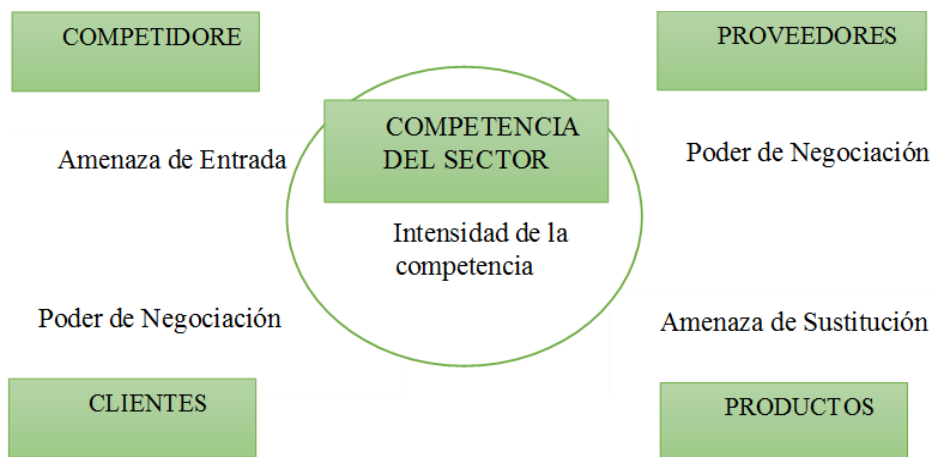 COMPETIDORE
PROVEEDORES
COMPETENCIA
DEL SECTOR
Amenaza de Entrada
Poder de Negociación
Intensidad de la
competencia
Poder de Negociación
Amenaza de Sustitución
CLIENTES
PRODUCTOS